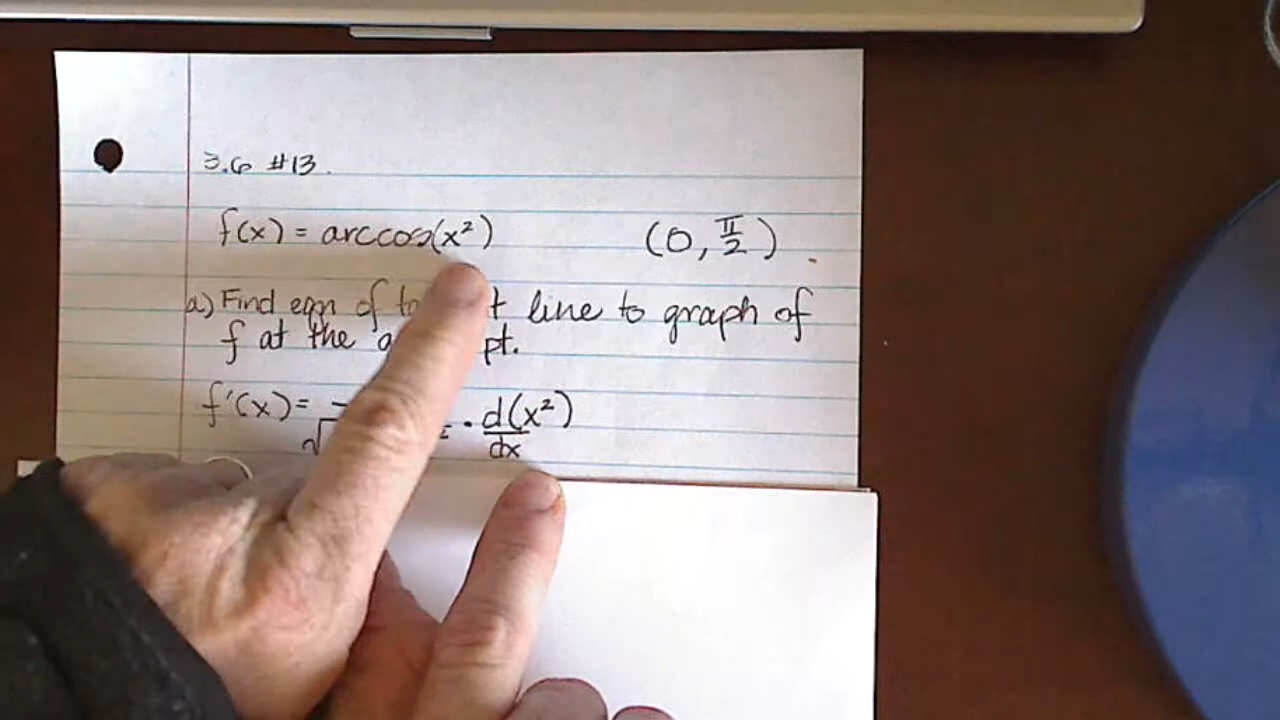 3.6 #13.
f(x) = arccos(x²) (0, π/2)
a) Find eqn of line to graph of
f at the pt.
f'(x) = · d(x²)/dx